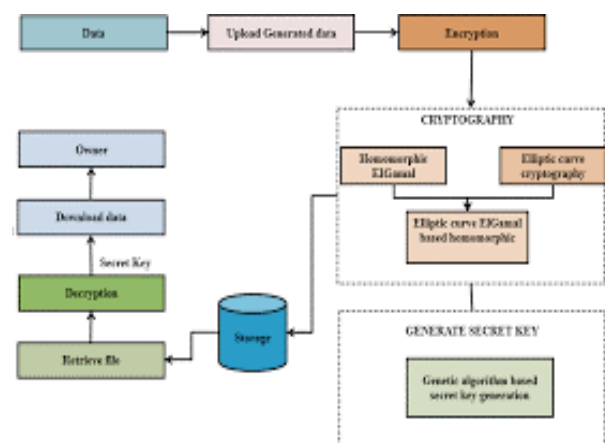 Data
Upload Generated data
Encryption
CRYPTOGRAPHY
Homomorphic
ElGamal
Elliptic curve
cryptography
Elliptic curve ElGamal
based homomorphic
Owner
Download data
Secret Key
Decryption
Retrieve file
Storage
GENERATE SECRET KEY
Genetic algorithm based
secret key generation